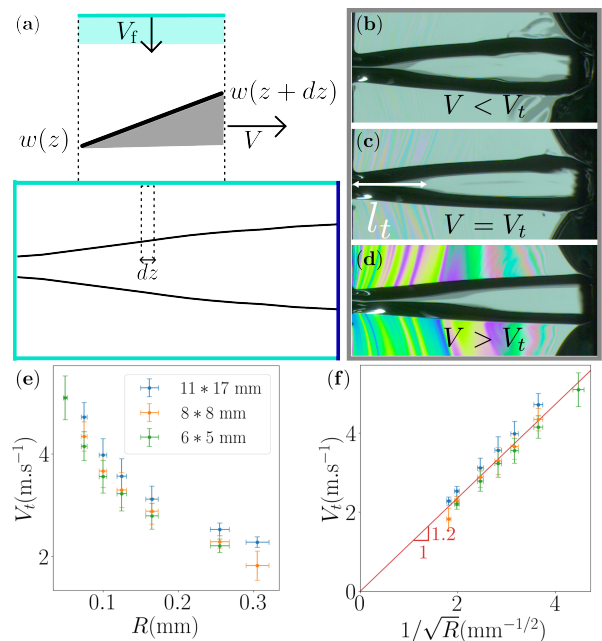 (a)
V_f
w(z + dz)
w(z)
V
dz
(b)
V < V_t
(c)
l_t
V = V_t
(d)
V > V_t
(e)
11 * 17 mm
8 * 8 mm
6 * 5 mm
V_t(m.s⁻¹)
4
2
0.1
0.2
0.3
R(mm)
(f)
V_t(m.s⁻¹)
4
2
0
1.2
1
0
2
4
1/√R(mm⁻¹/²)